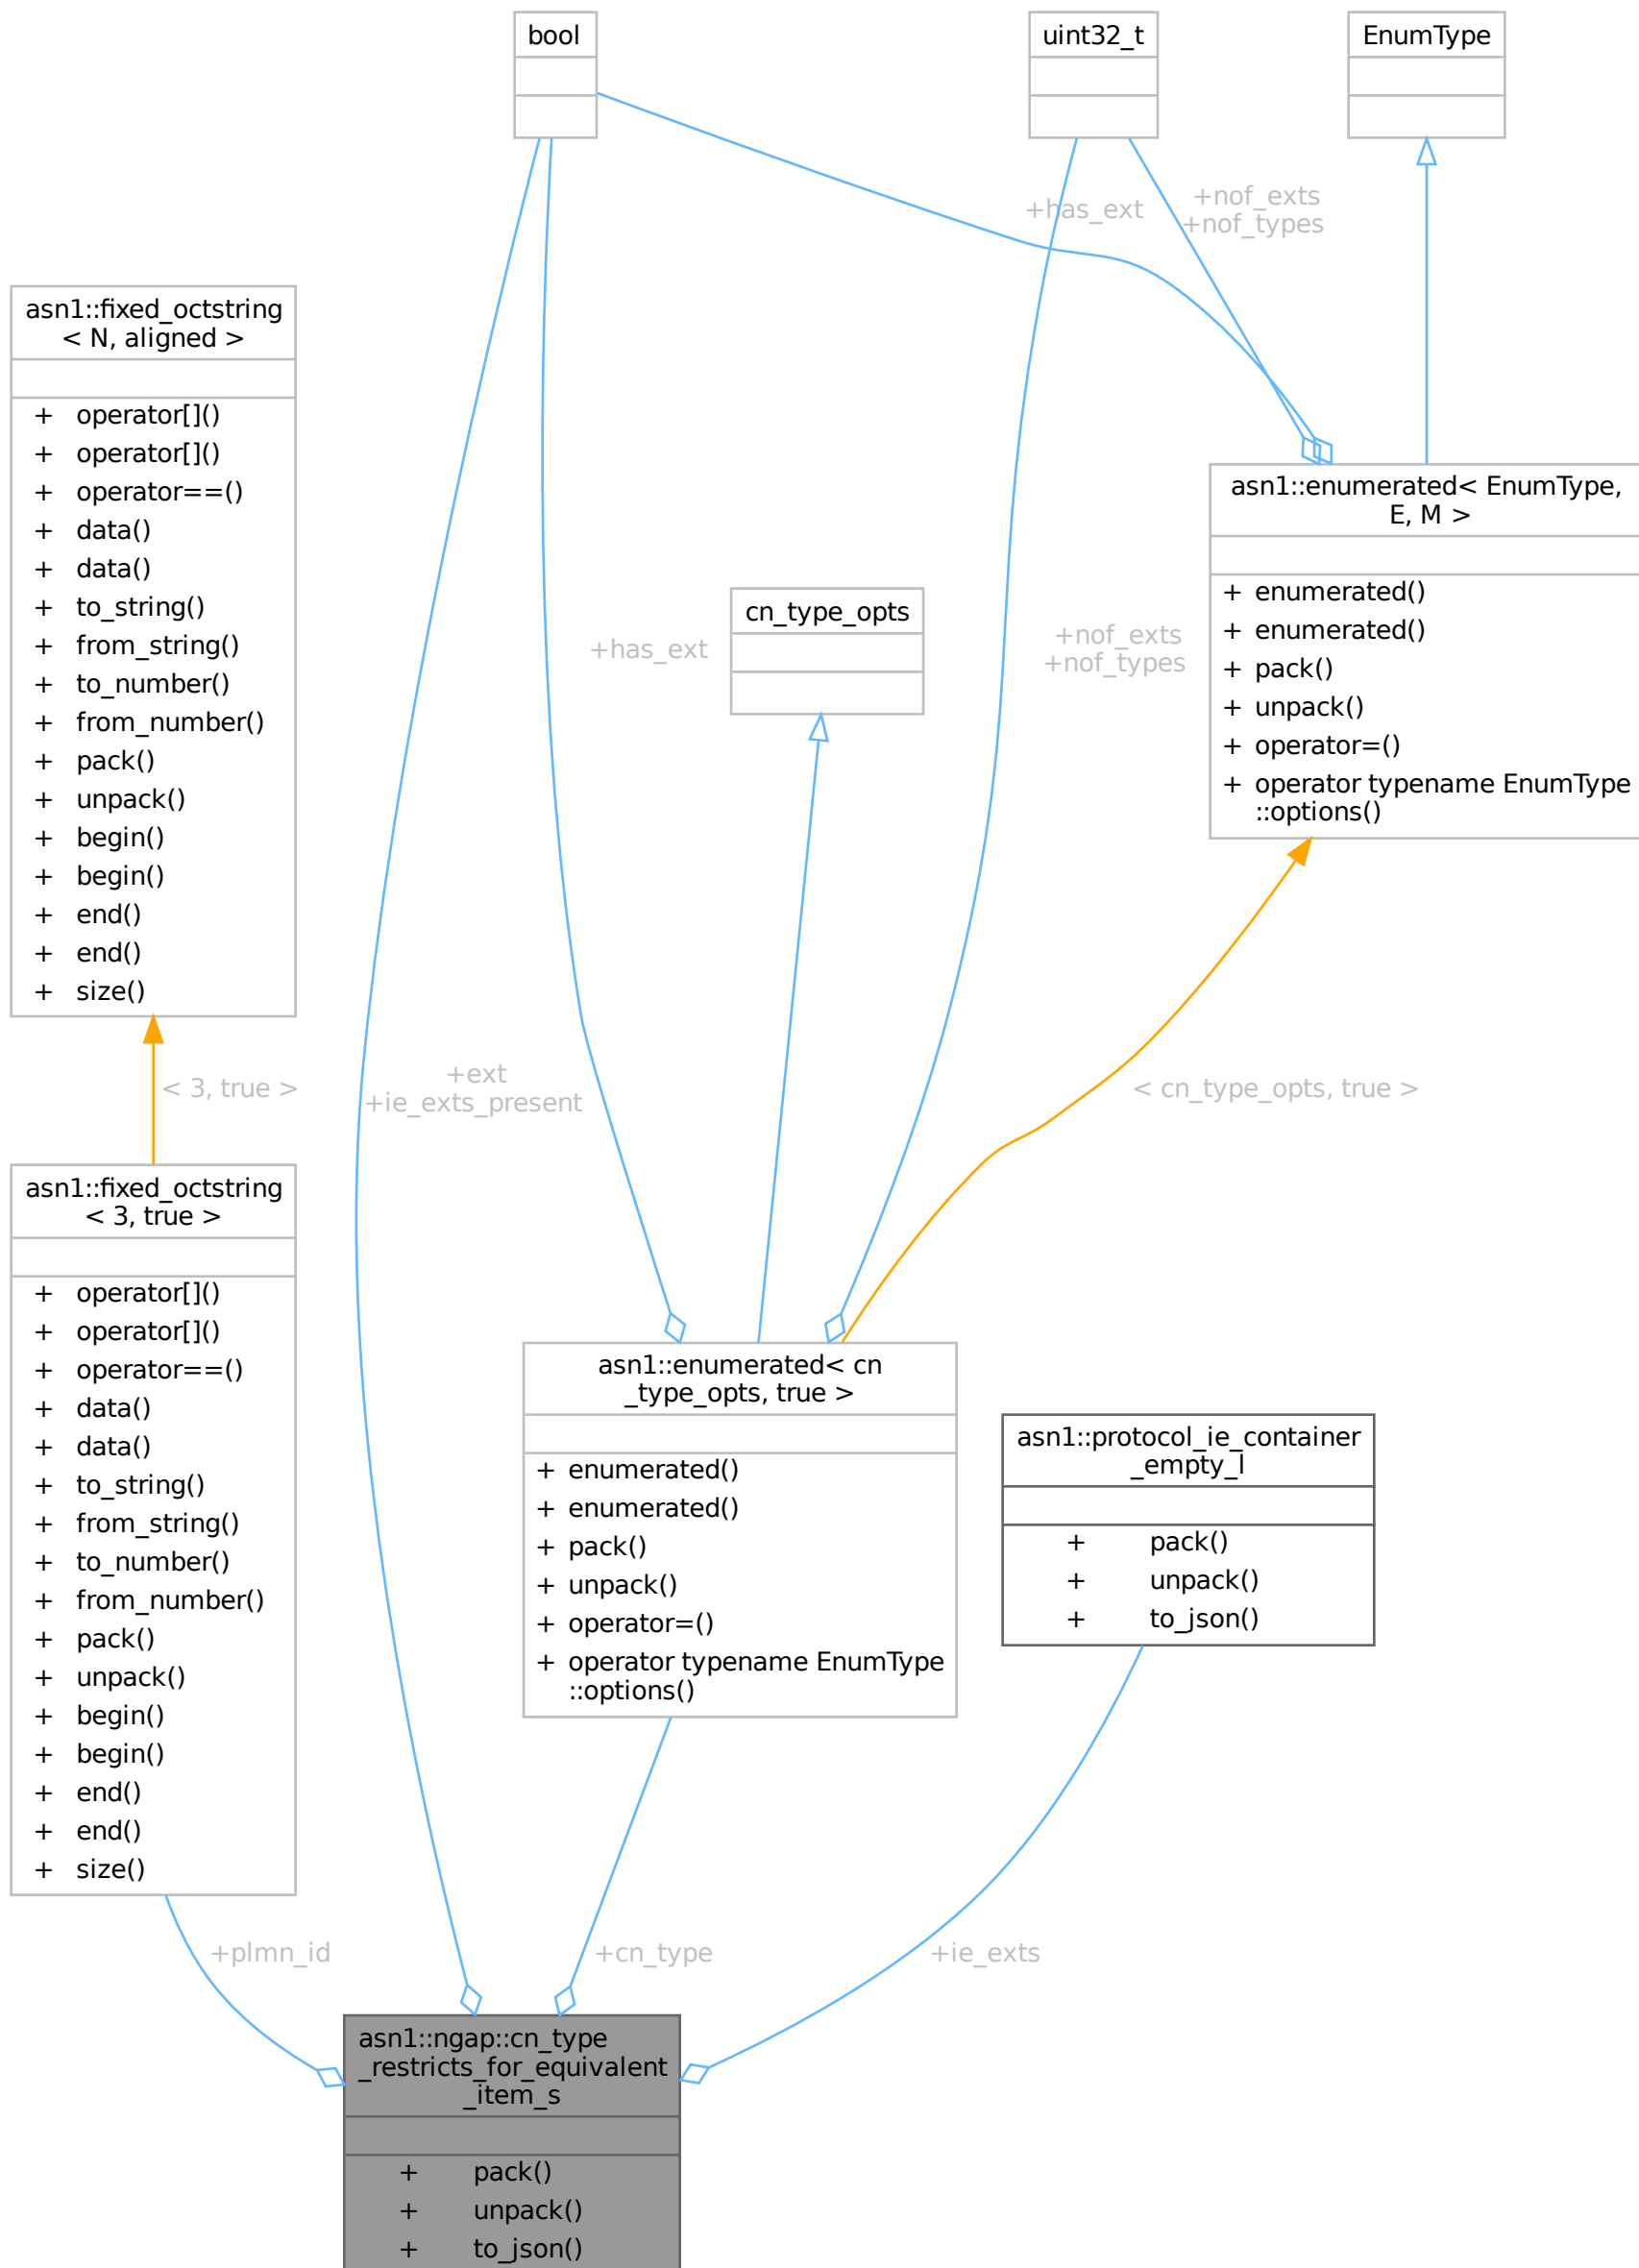 bool
uint32_t
EnumType
+has_ext
+nof_exts
+nof_types
asn1::fixed_octstring
< N, aligned >
+ operator[]()
+ operator[]()
+ operator==()
+ data()
+ data()
+ to_string()
+ from_string()
+ to_number()
+ from_number()
+ pack()
+ unpack()
+ begin()
+ begin()
+ end()
+ end()
+ size()
asn1::enumerated< EnumType,
E, M >
+ enumerated()
+ enumerated()
+ pack()
+ unpack()
+ operator=()
+ operator typename EnumType
::options()
+has_ext
cn_type_opts
+nof_exts
+nof_types
+ext
+ie_exts_present
< 3, true >
< cn_type_opts, true >
asn1::fixed_octstring
< 3, true >
+ operator[]()
+ operator[]()
+ operator==()
+ data()
+ data()
+ to_string()
+ from_string()
+ to_number()
+ from_number()
+ pack()
+ unpack()
+ begin()
+ begin()
+ end()
+ end()
+ size()
asn1::enumerated< cn
_type_opts, true >
+ enumerated()
+ enumerated()
+ pack()
+ unpack()
+ operator=()
+ operator typename EnumType
::options()
asn1::protocol_ie_container
_empty_l
+ pack()
+ unpack()
+ to_json()
+plmn_id
+cn_type
+ie_exts
asn1::ngap::cn_type
_restricts_for_equivalent
_item_s
+ pack()
+ unpack()
+ to_json()